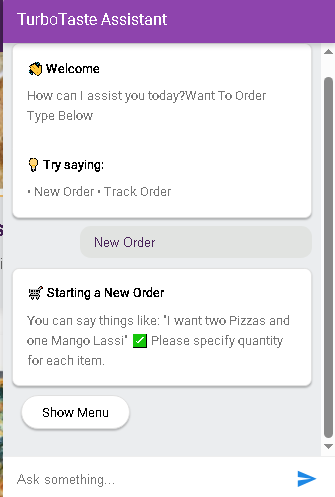 TurboTaste Assistant
👋 Welcome
How can I assist you today?Want To Order
Type Below
💡 Try saying:
• New Order • Track Order
New Order
🛒 Starting a New Order
You can say things like: "I want two Pizzas and
one Mango Lassi" ✅ Please specify quantity
for each item.
Show Menu
Ask something...